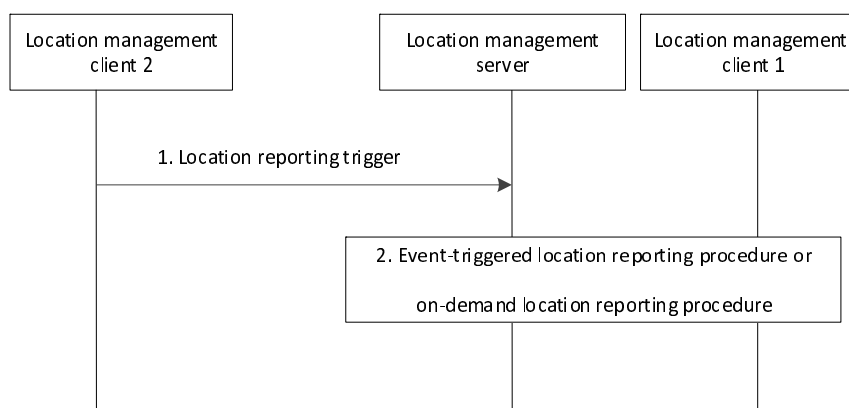 Location management
client 2
Location management
server
Location management
client 1
1. Location reporting trigger
2. Event-triggered location reporting procedure or
on-demand location reporting procedure